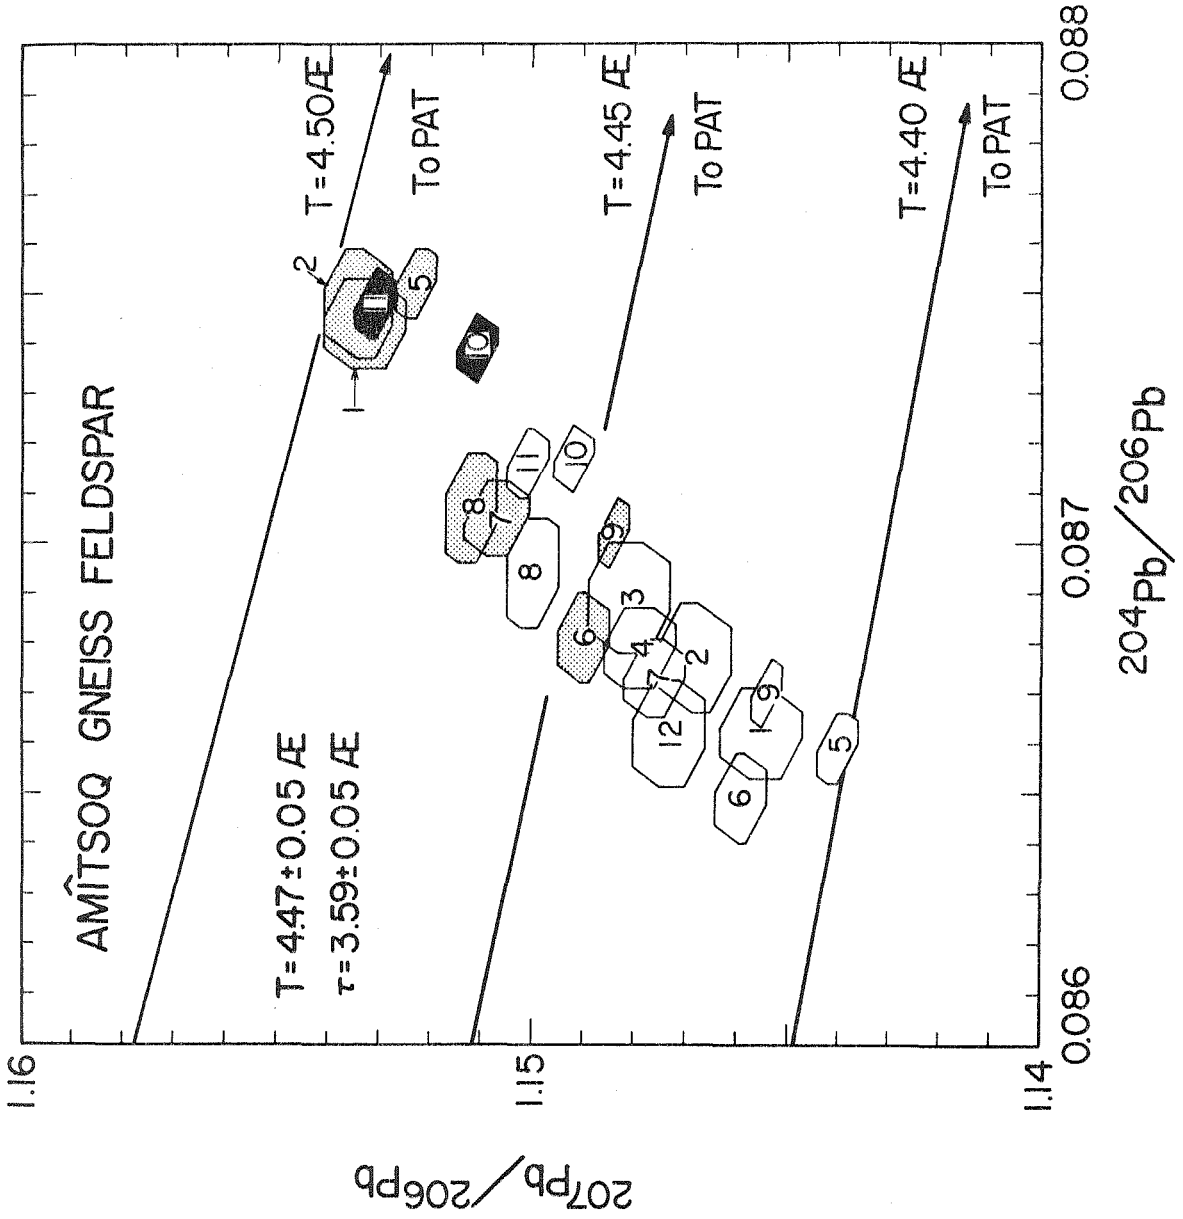 AMÎTSOQ GNEISS FELDSPAR
T=4.47±0.05 Æ
τ=3.59±0.05 Æ
T=4.50Æ
To PAT
T=4.45 Æ
To PAT
T=4.40 Æ
To PAT
2
1
11
5
10
8
7
11
10
8
9
6
3
4
7
2
12
1
9
6
5
1.16
1.15
1.14
0.086
0.087
0.088
207Pb/206Pb
204Pb/206Pb